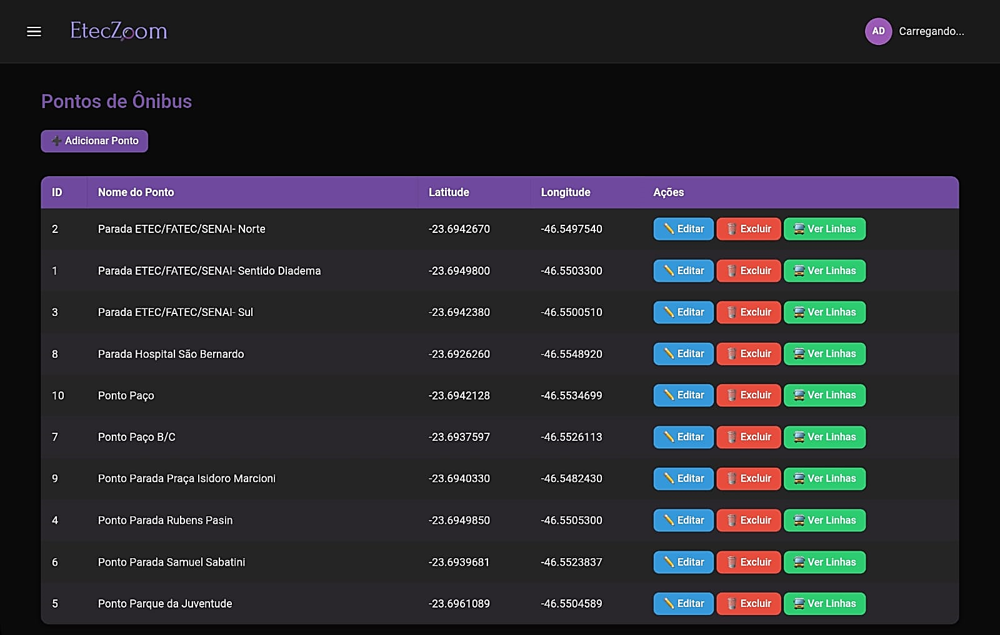 EtecZoom
AD Carregando...
Pontos de Ônibus
➕ Adicionar Ponto
ID Nome do Ponto Latitude Longitude Ações
2 Parada ETEC/FATEC/SENAI- Norte -23.6942670 -46.5497540 Editar Excluir Ver Linhas
1 Parada ETEC/FATEC/SENAI- Sentido Diadema -23.6949800 -46.5503300 Editar Excluir Ver Linhas
3 Parada ETEC/FATEC/SENAI- Sul -23.6942380 -46.5500510 Editar Excluir Ver Linhas
8 Parada Hospital São Bernardo -23.6926260 -46.5548920 Editar Excluir Ver Linhas
10 Ponto Paço -23.6942128 -46.5534699 Editar Excluir Ver Linhas
7 Ponto Paço B/C -23.6937597 -46.5526113 Editar Excluir Ver Linhas
9 Ponto Parada Praça Isidoro Marcioni -23.6940330 -46.5482430 Editar Excluir Ver Linhas
4 Ponto Parada Rubens Pasin -23.6949850 -46.5505300 Editar Excluir Ver Linhas
6 Ponto Parada Samuel Sabatini -23.6939681 -46.5523837 Editar Excluir Ver Linhas
5 Ponto Parque da Juventude -23.6961089 -46.5504589 Editar Excluir Ver Linhas